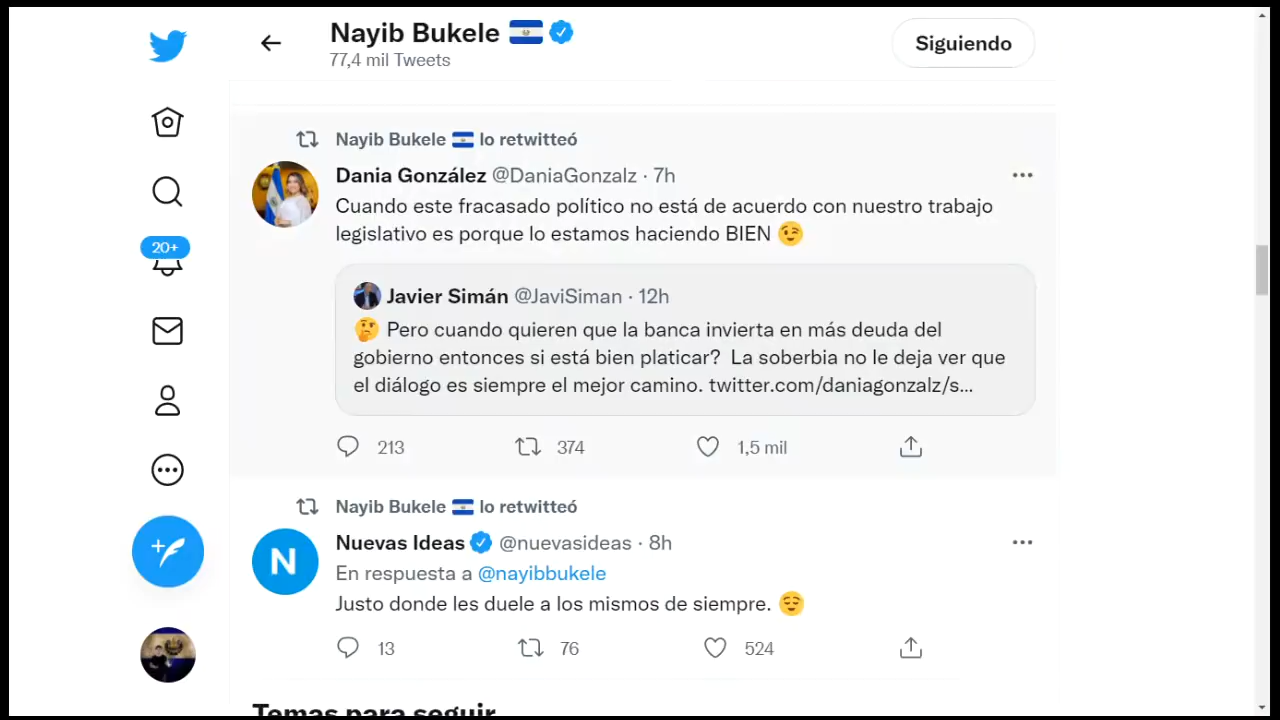 Nayib Bukele
77,4 mil Tweets
Siguiendo
Nayib Bukele lo retwitteó
Dania González @DaniaGonzalz · 7h
Cuando este fracasado político no está de acuerdo con nuestro trabajo
legislativo es porque lo estamos haciendo BIEN 😉
20+
Javier Simán @JaviSiman · 12h
🤔 Pero cuando quieren que la banca invierta en más deuda del
gobierno entonces si está bien platicar? La soberbia no le deja ver que
el diálogo es siempre el mejor camino. twitter.com/daniagonzalz/s...
213 374 1,5 mil
Nayib Bukele lo retwitteó
N
Nuevas Ideas @nuevasideas · 8h
En respuesta a @nayibbukele
Justo donde les duele a los mismos de siempre. 😌
13 76 524
Temas para seguir